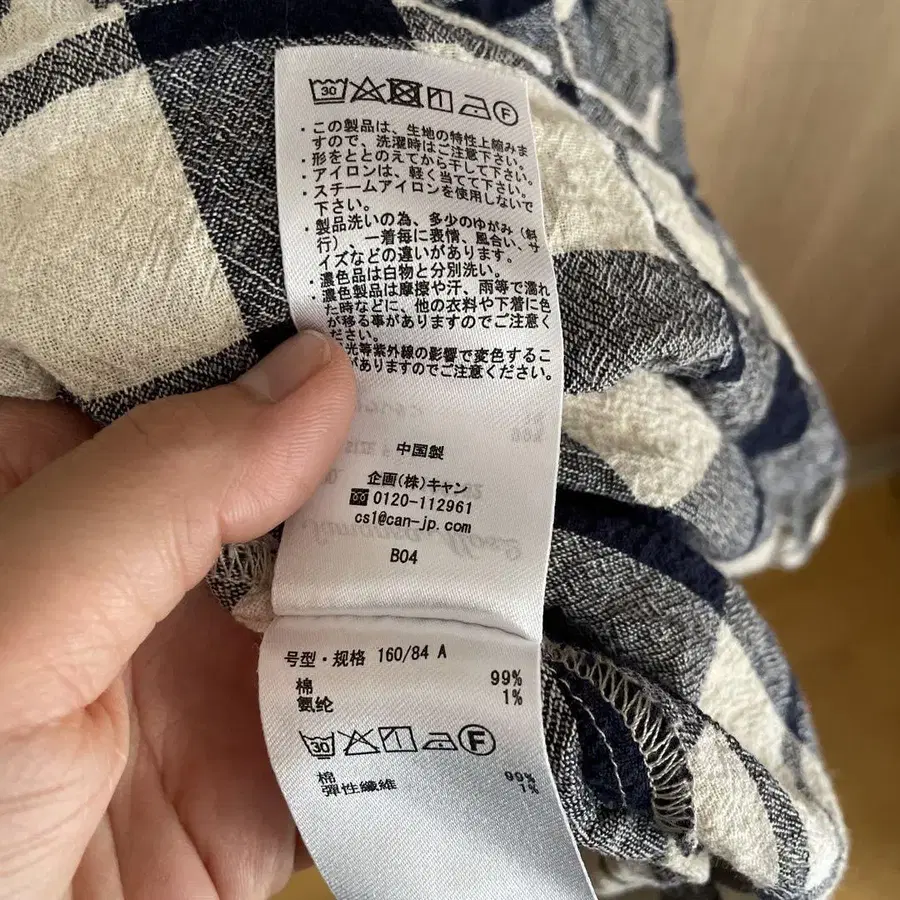 30
F
・この製品は、生地の特性上縮みま
すので、洗濯時はご注意下さい。
・形をととのえてから干して下さい。
・アイロンは、軽く当てて下さい。
・スチームアイロンを使用しないで
下さい。
・製品洗いの為、多少のゆがみ（斜
行）、一着毎に表情、風合い、サ
イズなどの違いがあります。
・濃色品は白物と分別洗い。
・濃色製品は摩擦や汗、雨等で濡れ
た時などに、他の衣料や下着に色
が移る事がありますのでご注意く
ださい。
光等紫外線の影響で変色するこ
がありますのでご注意ください。
中国製
企画(株)キャン
0120-112961
cs1@can-jp.com
B04
号型・规格 160/84 A
棉 99%
氨纶 1%
30
F
棉 99%
彈性纖維 1%